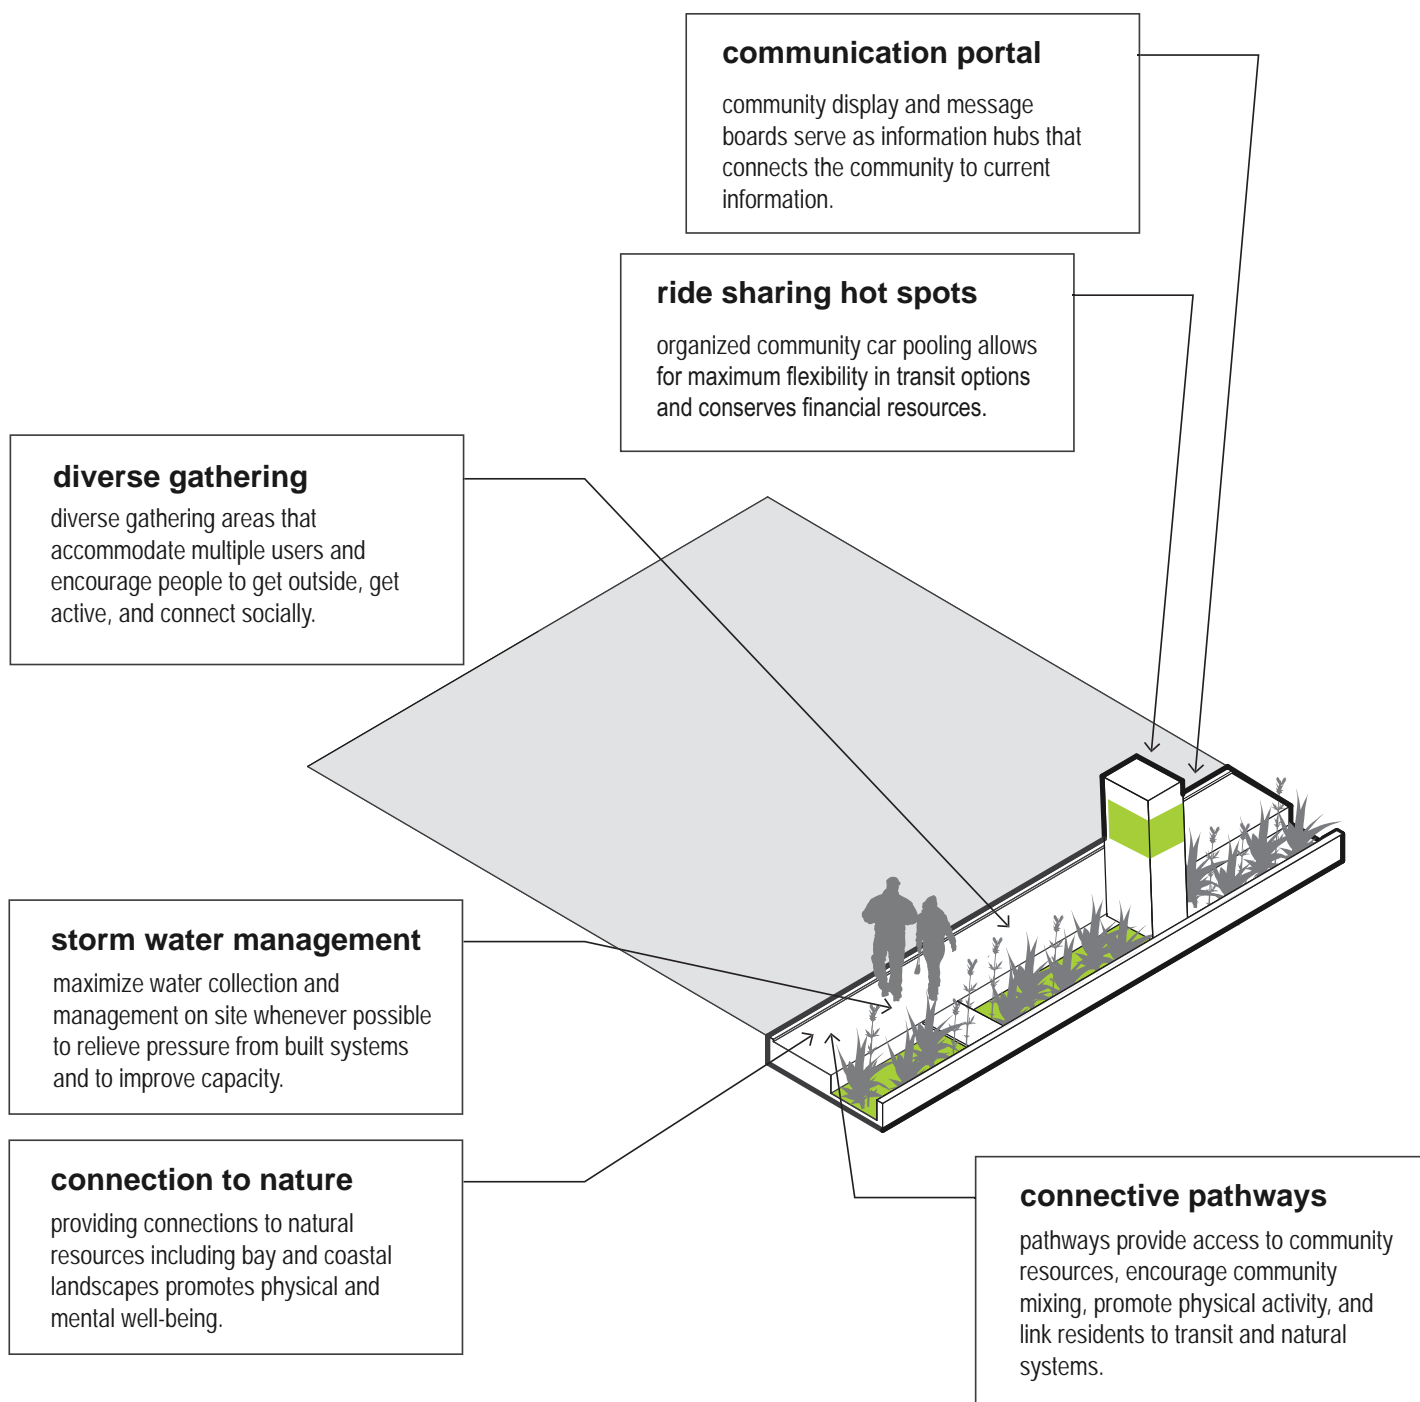 communication portal
community display and message
boards serve as information hubs that
connects the community to current
information.
ride sharing hot spots
organized community car pooling allows
for maximum flexibility in transit options
and conserves financial resources.
diverse gathering
diverse gathering areas that
accommodate multiple users and
encourage people to get outside, get
active, and connect socially.
storm water management
maximize water collection and
management on site whenever possible
to relieve pressure from built systems
and to improve capacity.
connection to nature
providing connections to natural
resources including bay and coastal
landscapes promotes physical and
mental well-being.
connective pathways
pathways provide access to community
resources, encourage community
mixing, promote physical activity, and
link residents to transit and natural
systems.